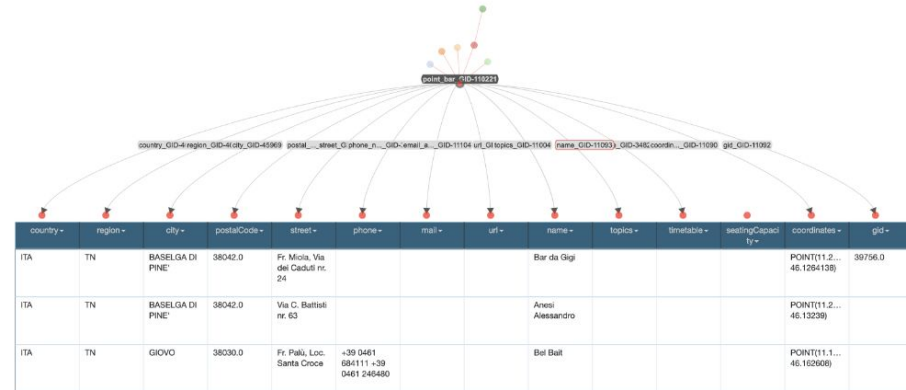 point_bar_GID-110221
country_GID-4 region_GID-4 city_GID-45969 postal_..._street_G phone_n..._GID- email_a..._GID-11104 url_GI topics_GID-11004 name_GID-11093 _GID-348 coordin..._GID-11090 gid_GID-11092
country region city postalCode street phone mail url name topics timetable seatingCapaci coordinates gid
ty
ITA TN BASELGA DI 38042.0 Fr. Miola, Via Bar da Gigi POINT(11.2... 39756.0
PINE' dei Caduti nr. 46.1264138)
24
ITA TN BASELGA DI 38042.0 Via C. Battisti Anesi POINT(11.2...
PINE' nr. 63 Alessandro 46.13239)
ITA TN GIOVO 38030.0 Fr. Palù, Loc. +39 0461 Bel Bait POINT(11.1...
Santa Croce 684111 +39 46.162608)
0461 246480